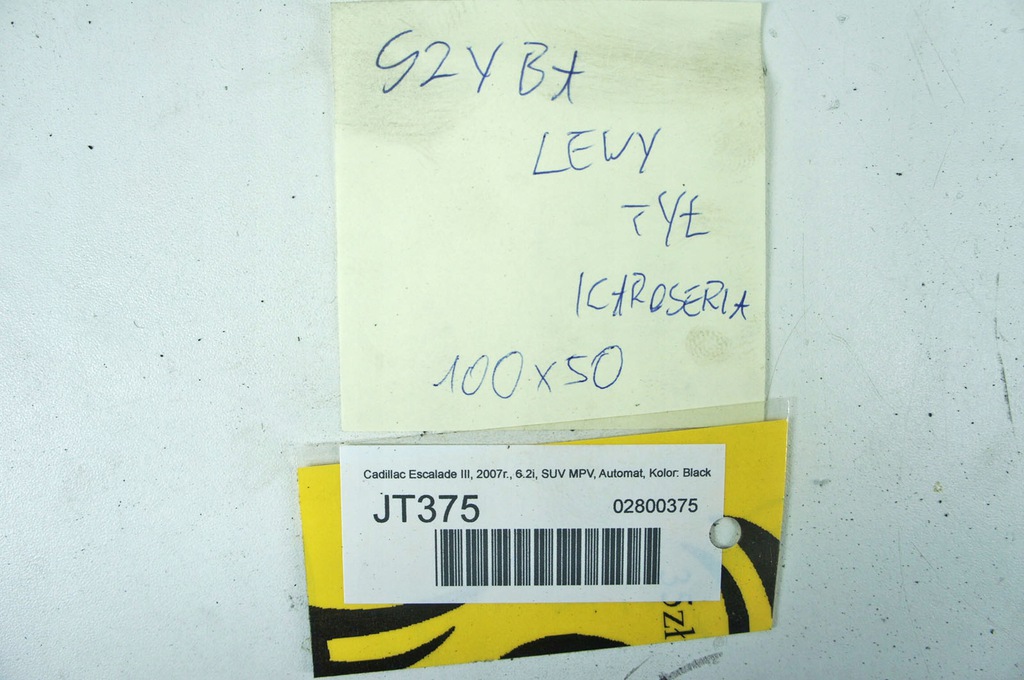 SZYBA
LEWY
TYŁ
KAROSERIA
100x50
Cadillac Escalade III, 2007r., 6.2i, SUV MPV, Automat, Kolor: Black
JT375
02800375